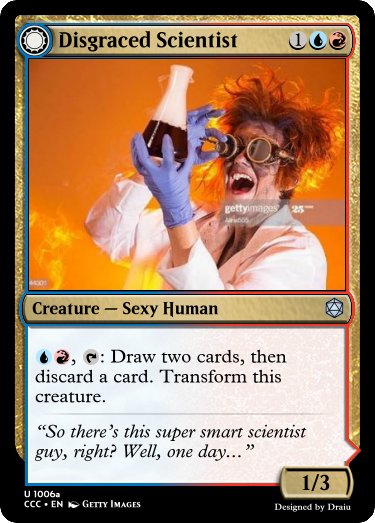 Disgraced Scientist 1
gettyimages
Creature — Sexy Human
, : Draw two cards, then
discard a card. Transform this
creature.
“So there's this super smart scientist
guy, right? Well, one day…”
1/3
U 1006a
CCC • EN Getty Images
Designed by Draiu